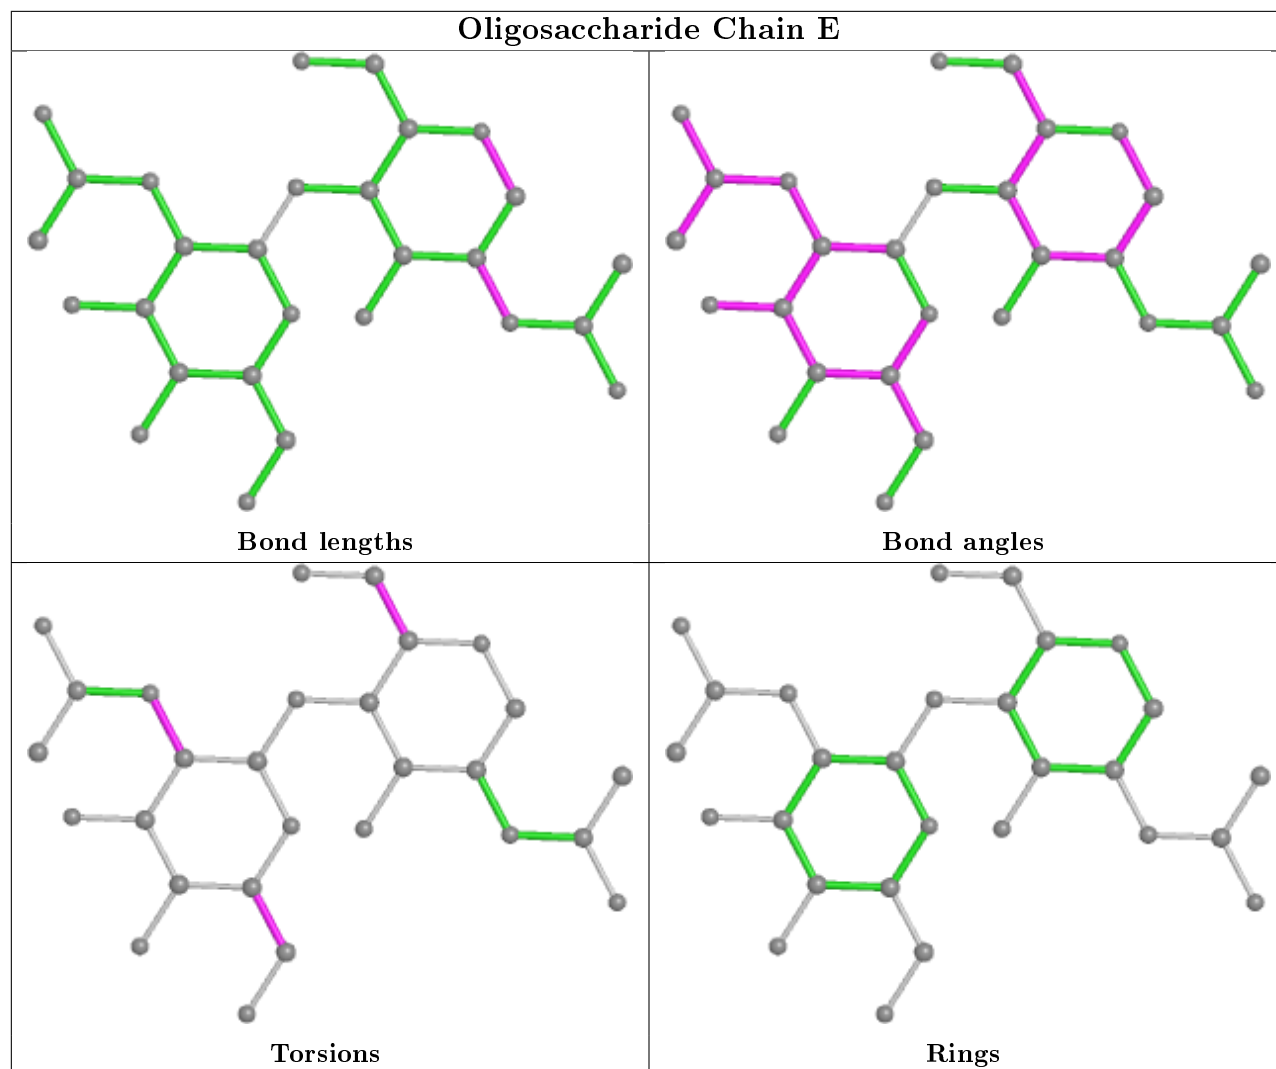 Oligosaccharide Chain E
Bond lengths
Bond angles
Torsions
Rings